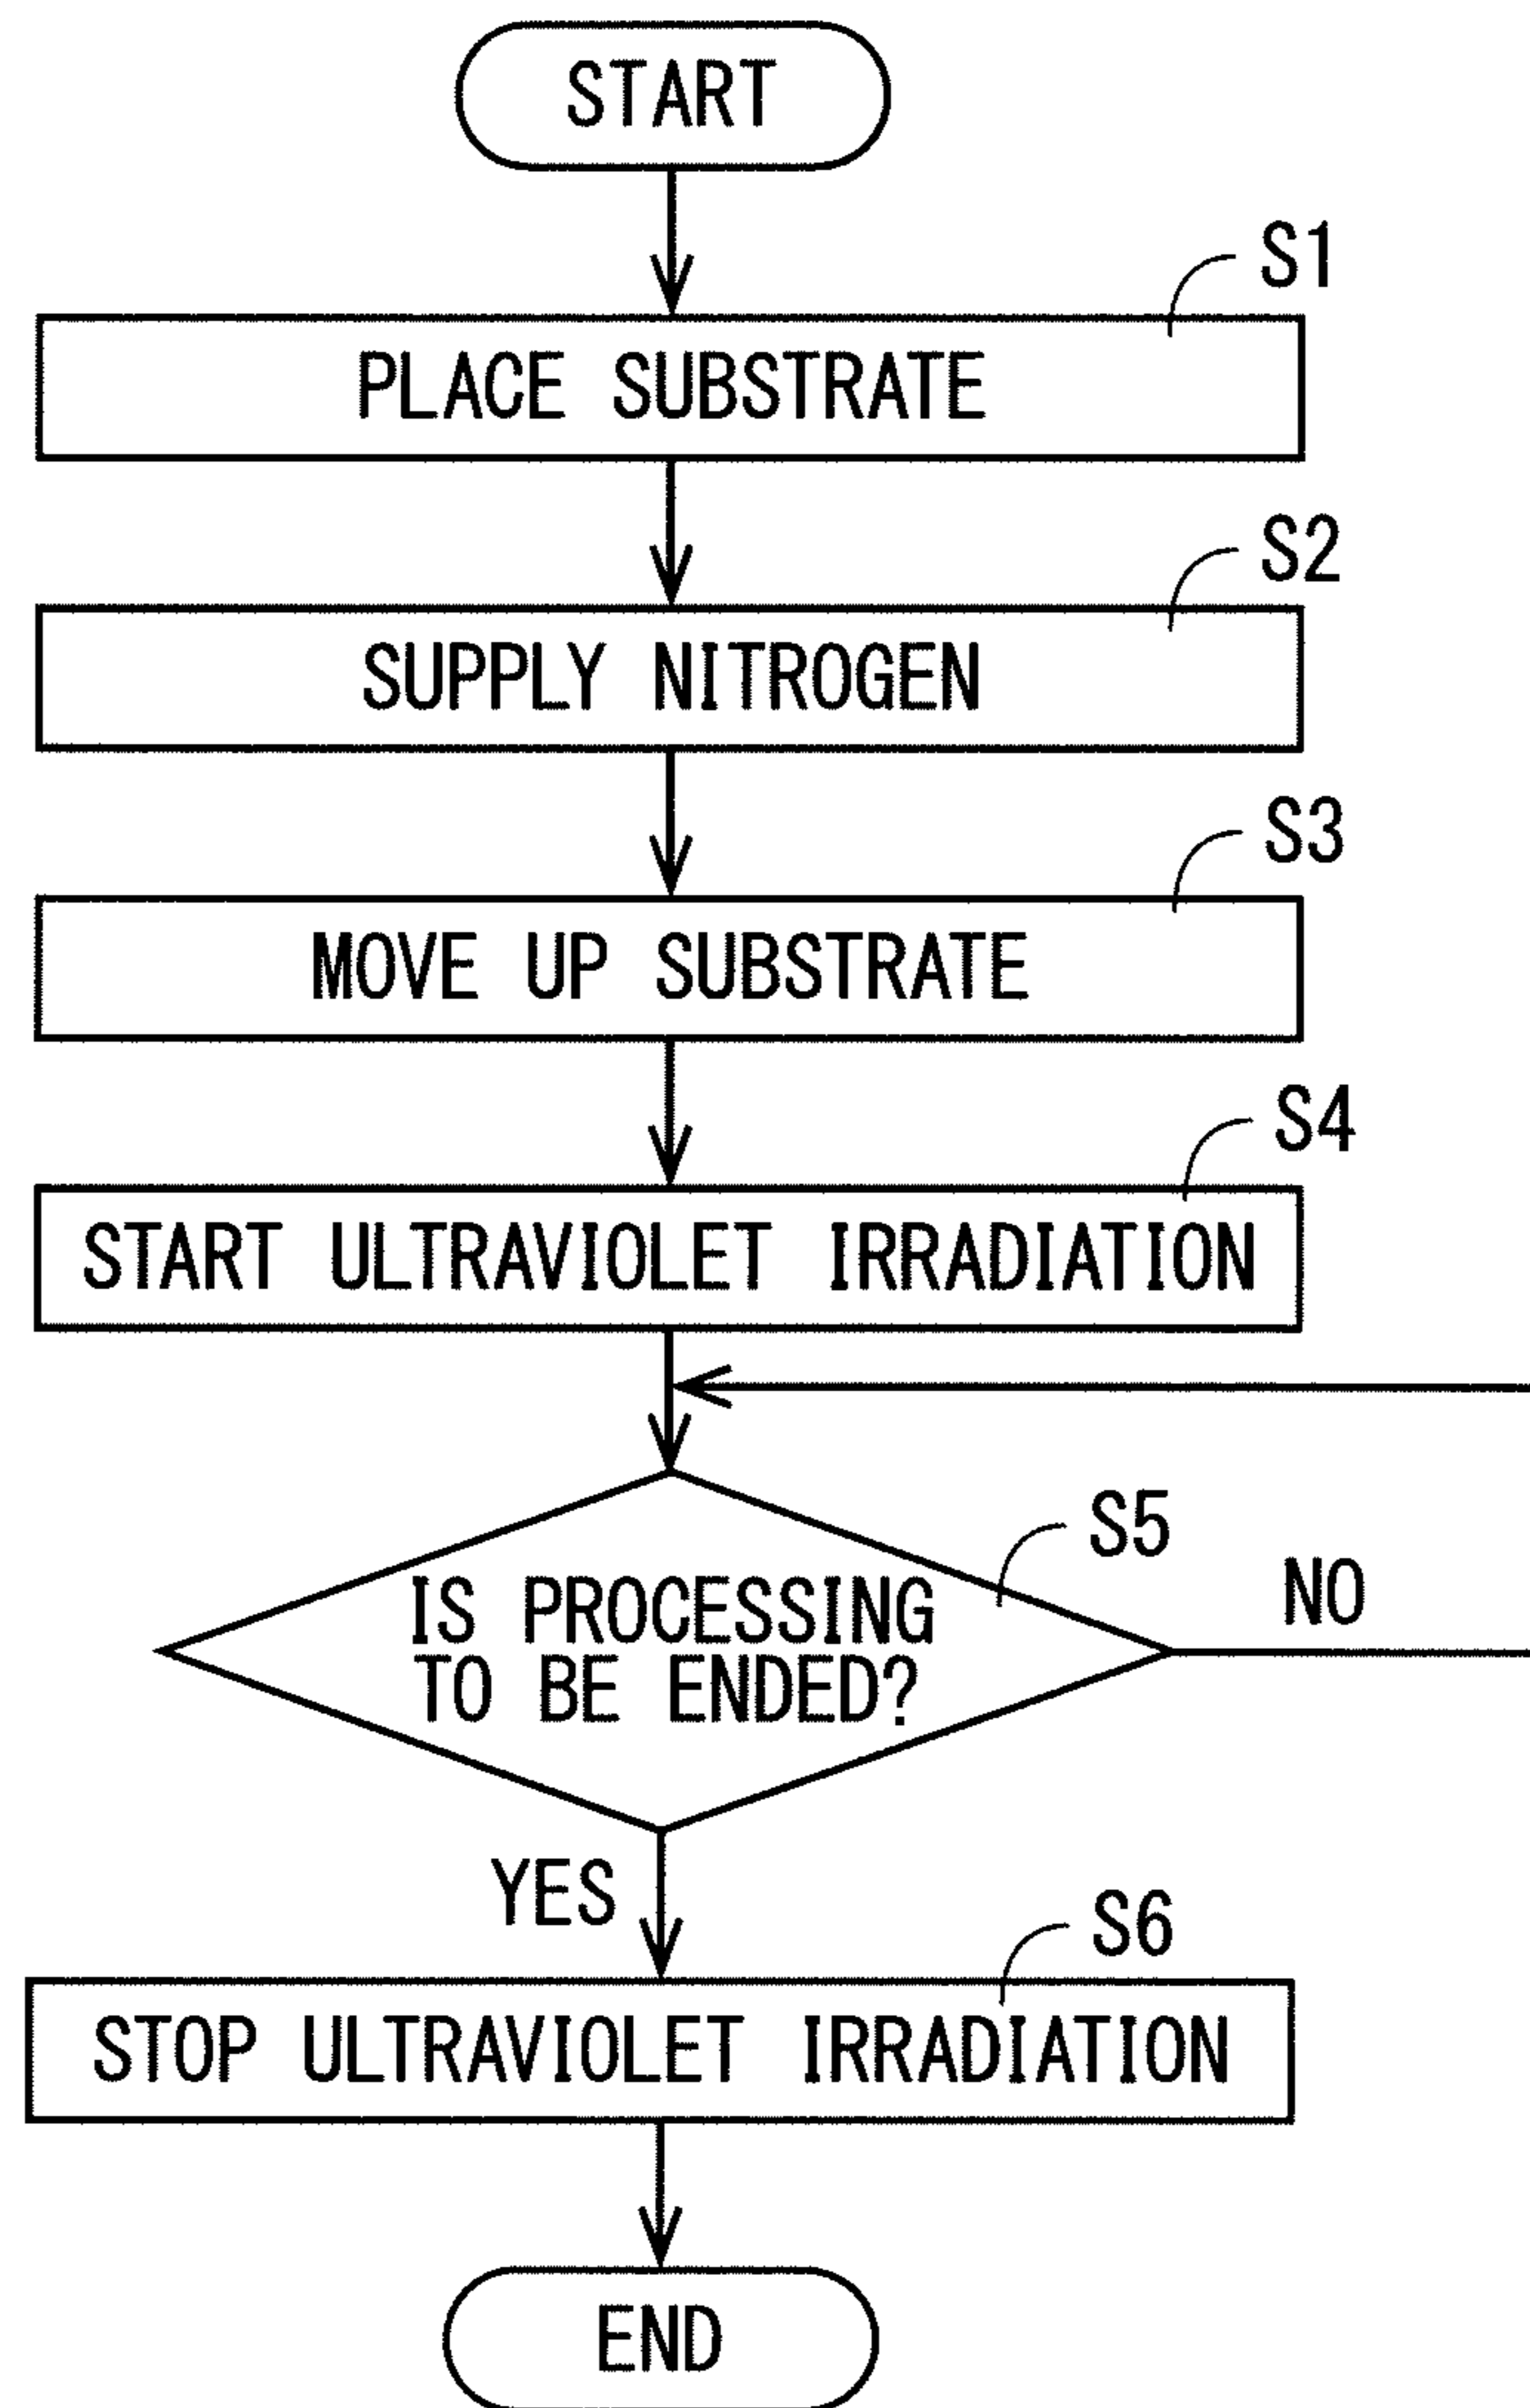 START
S1
PLACE SUBSTRATE
S2
SUPPLY NITROGEN
S3
MOVE UP SUBSTRATE
S4
START ULTRAVIOLET IRRADIATION
S5
IS PROCESSING
TO BE ENDED?
NO
YES
S6
STOP ULTRAVIOLET IRRADIATION
END